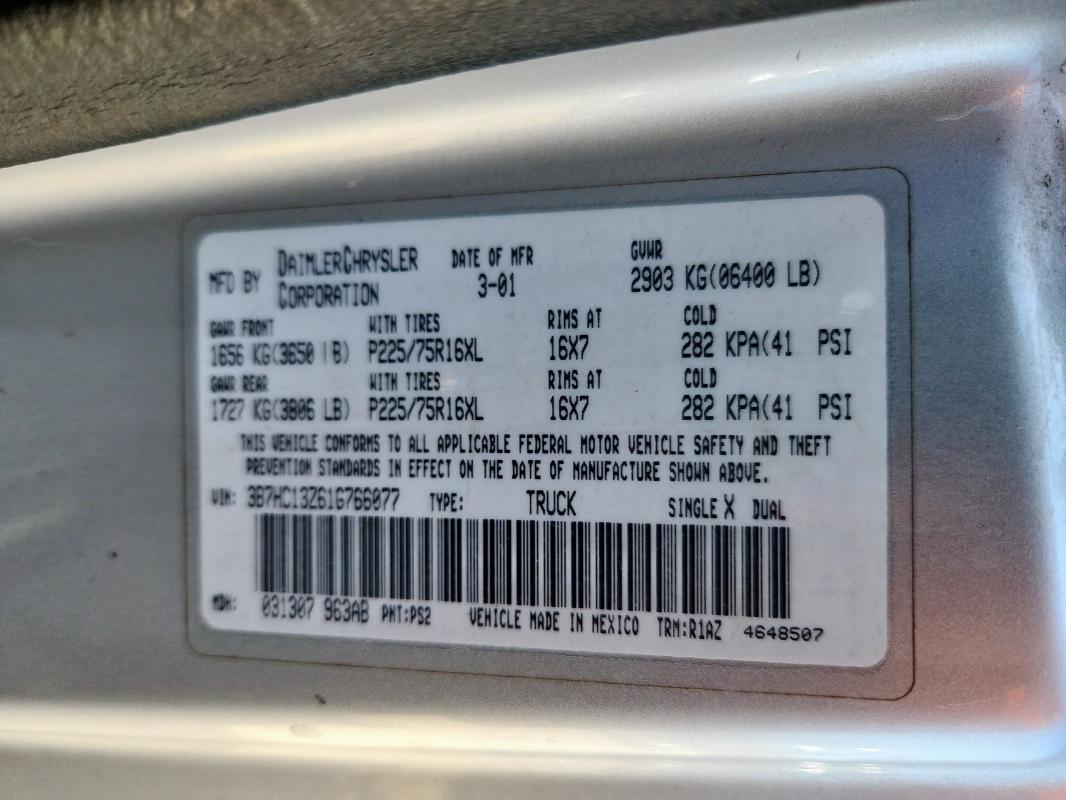 MFD BY DAIMLERCHRYSLER CORPORATION DATE OF MFR 3-01 GVWR 2903 KG(06400 LB)
GAWR FRONT WITH TIRES RIMS AT COLD
1656 KG(3650 LB) P225/75R16XL 16X7 282 KPA(41 PSI
GAWR REAR WITH TIRES RIMS AT COLD
1727 KG(3806 LB) P225/75R16XL 16X7 282 KPA(41 PSI
THIS VEHICLE CONFORMS TO ALL APPLICABLE FEDERAL MOTOR VEHICLE SAFETY AND THEFT
PREVENTION STANDARDS IN EFFECT ON THE DATE OF MANUFACTURE SHOWN ABOVE.
VIN: 3B7HC13Z61G766077 TYPE: TRUCK SINGLE X DUAL
MDH: 031307 963AB PNT:PS2 VEHICLE MADE IN MEXICO TRM:R1AZ 4648507